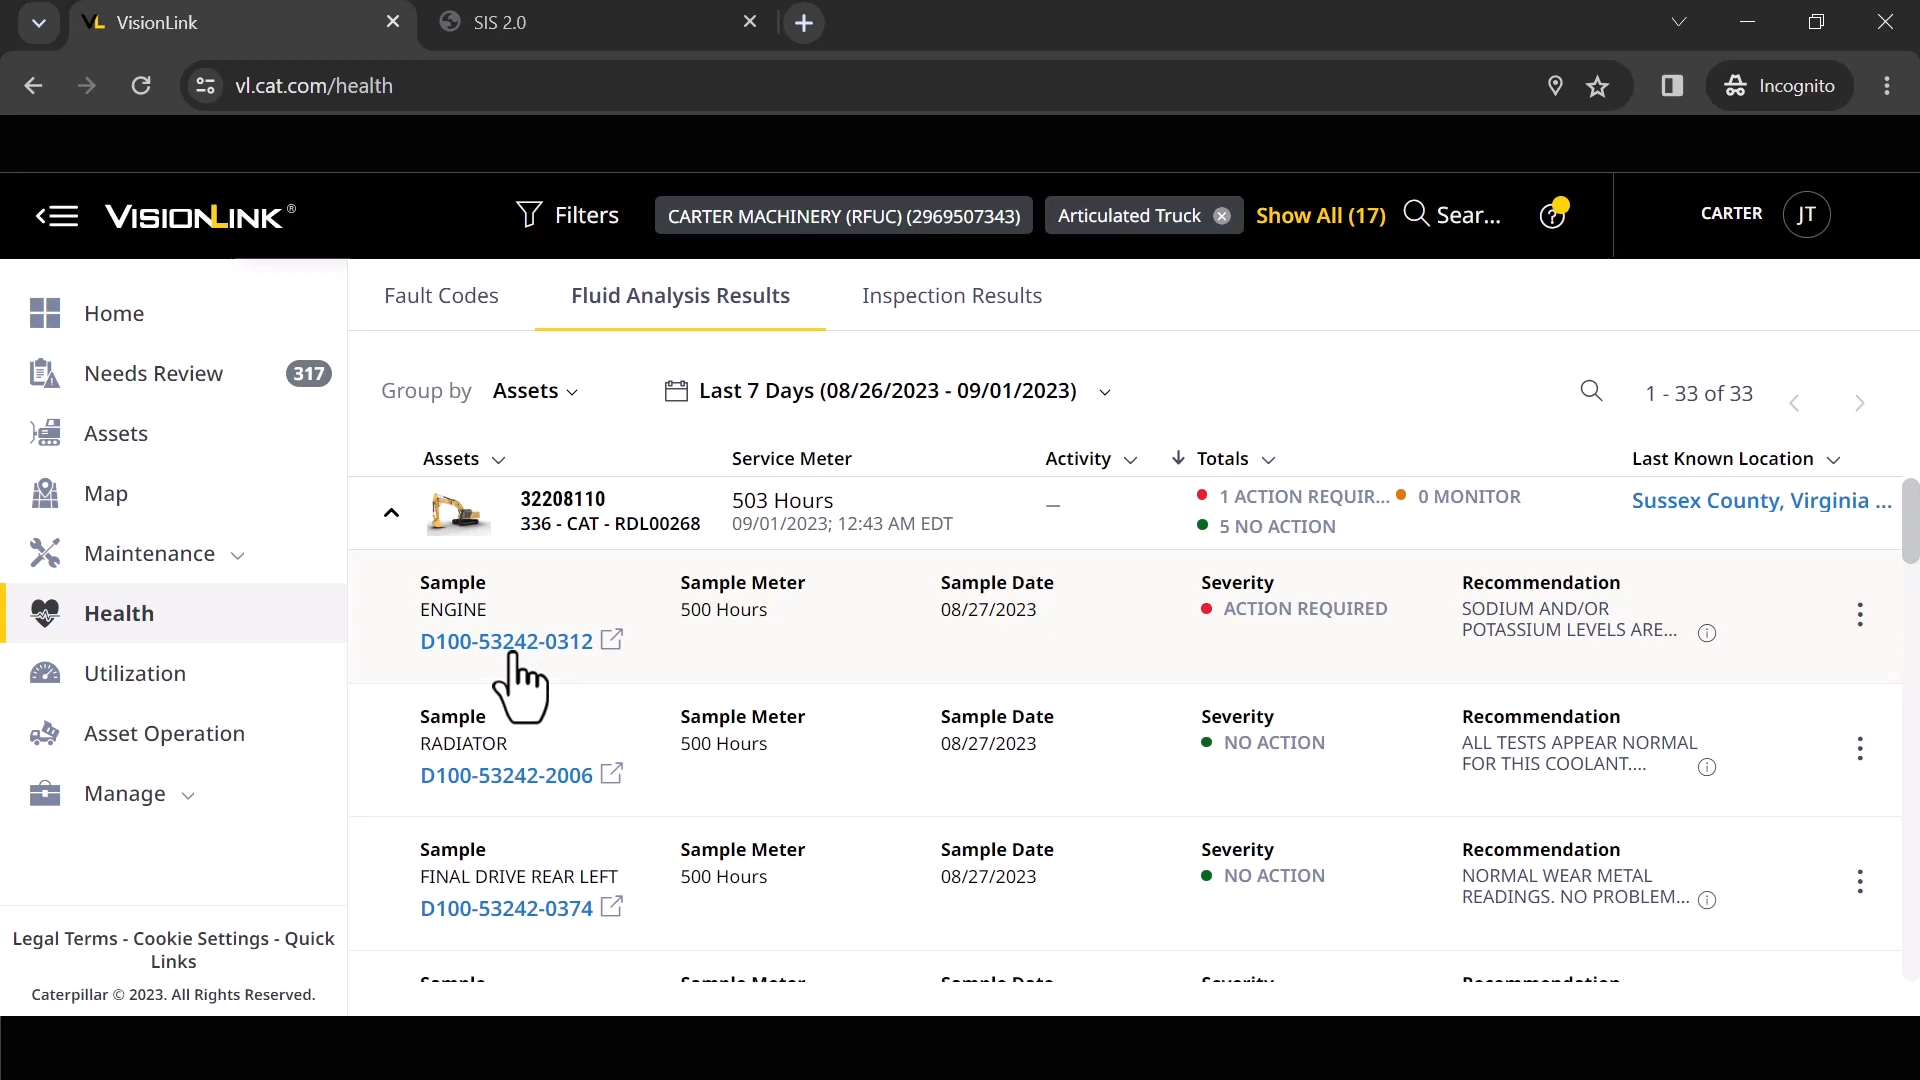 VisionLink
SIS 2.0
vl.cat.com/health
Incognito
VISIONLINK®
Filters
CARTER MACHINERY (RFUC) (2969507343)
Articulated Truck
Show All (17)
Sear...
CARTER
JT
Home
Needs Review 317
Assets
Map
Maintenance
Health
Utilization
Asset Operation
Manage
Legal Terms - Cookie Settings - Quick
Links
Caterpillar © 2023. All Rights Reserved.
Fault Codes Fluid Analysis Results Inspection Results
Group by Assets Last 7 Days (08/26/2023 - 09/01/2023) 1 - 33 of 33
Assets Service Meter Activity Totals Last Known Location
32208110 503 Hours — 1 ACTION REQUIR... 0 MONITOR Sussex County, Virginia ...
336 - CAT - RDL00268 09/01/2023; 12:43 AM EDT 5 NO ACTION
Sample Sample Meter Sample Date Severity Recommendation
ENGINE 500 Hours 08/27/2023 ACTION REQUIRED SODIUM AND/OR
POTASSIUM LEVELS ARE...
D100-53242-0312
Sample Sample Meter Sample Date Severity Recommendation
RADIATOR 500 Hours 08/27/2023 NO ACTION ALL TESTS APPEAR NORMAL
FOR THIS COOLANT....
D100-53242-2006
Sample Sample Meter Sample Date Severity Recommendation
FINAL DRIVE REAR LEFT 500 Hours 08/27/2023 NO ACTION NORMAL WEAR METAL
READINGS. NO PROBLEM...
D100-53242-0374
Sample Sample Meter Sample Date Severity Recommendation